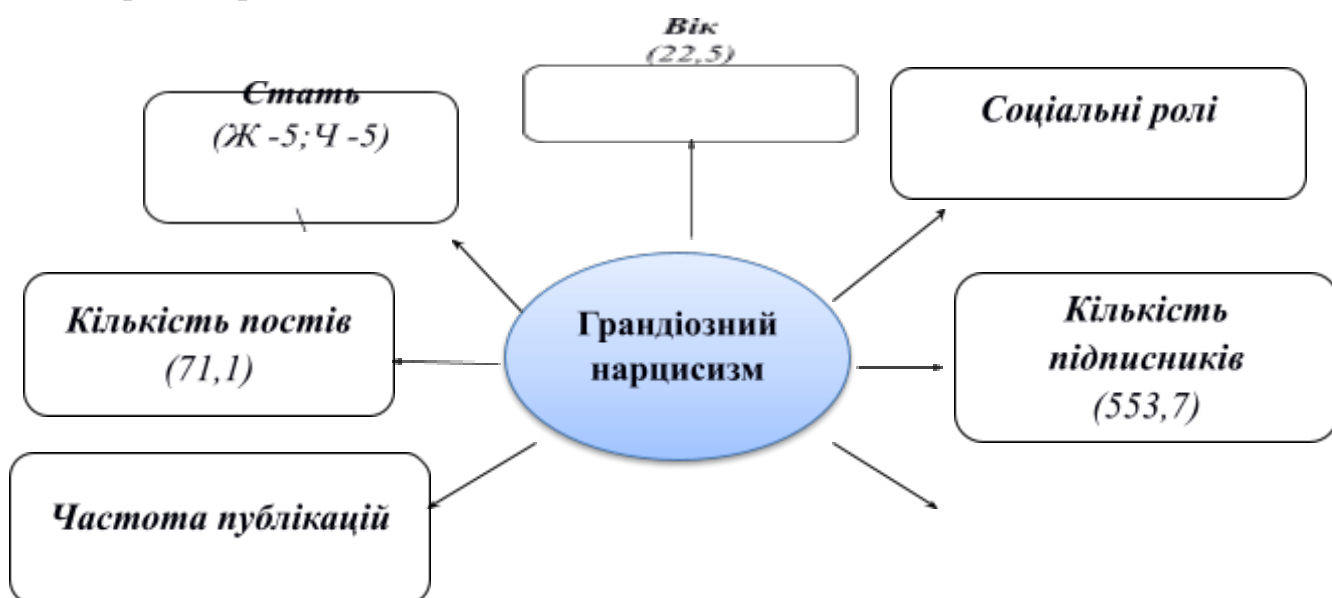 Вік
(22,5)
Стать
(Ж -5; Ч -5)
Соціальні ролі
Кількість постів
(71,1)
Грандіозний
нарцисизм
Кількість
підписників
(553,7)
Частота публікацій